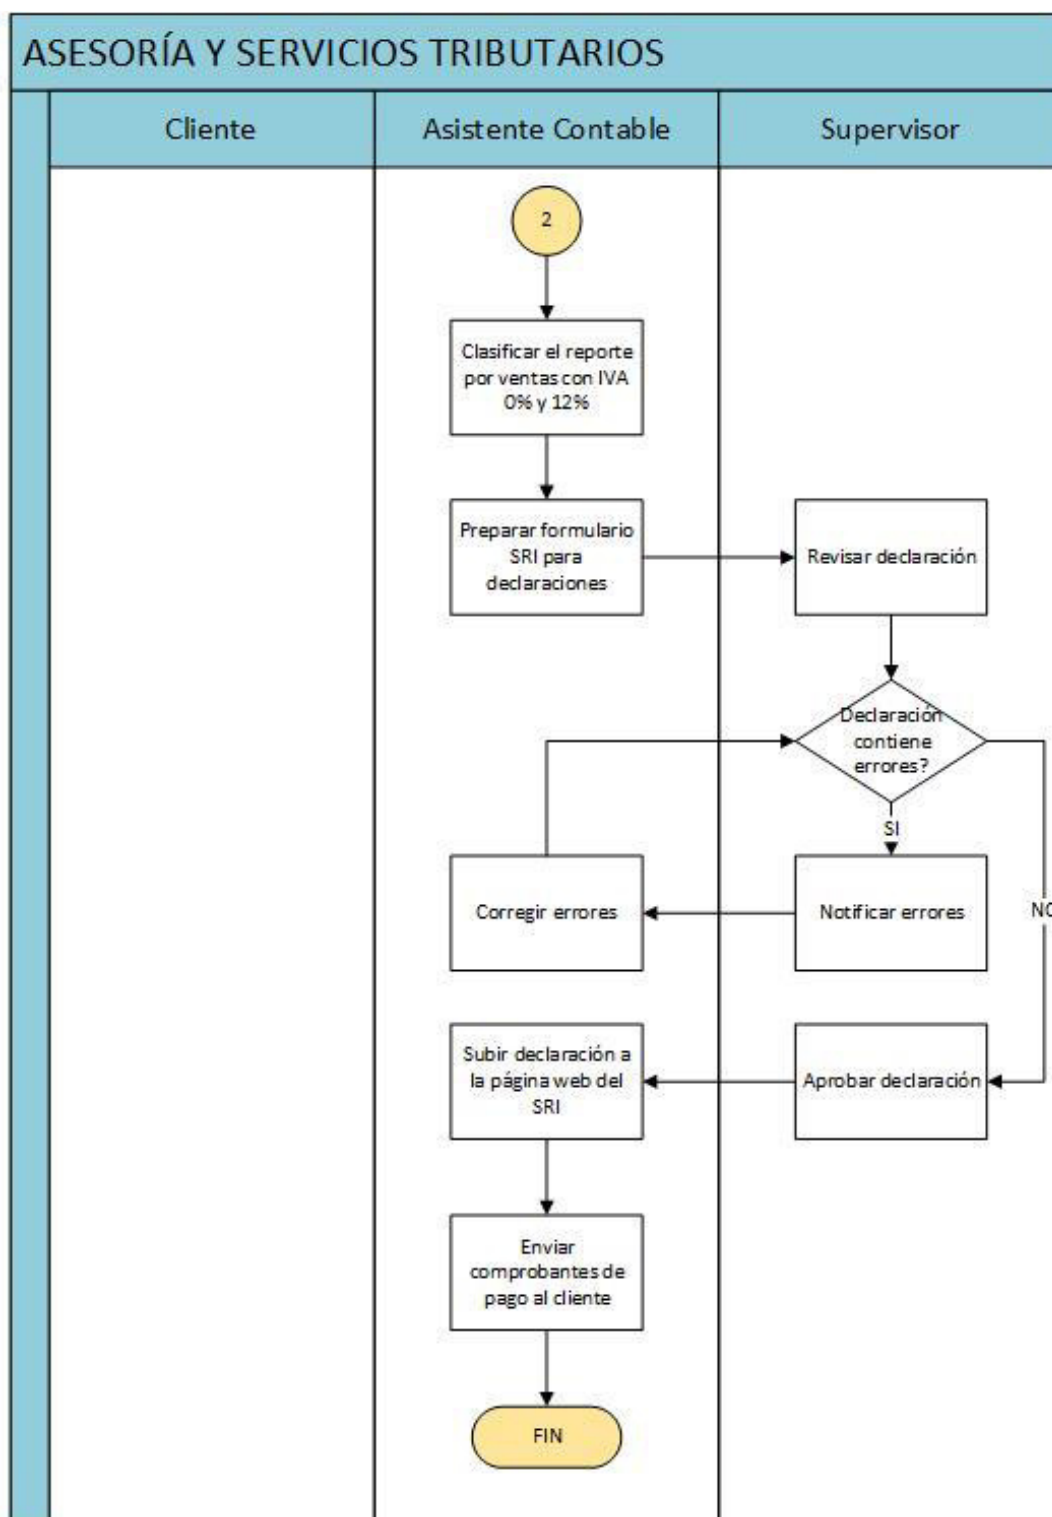 ASESORÍA Y SERVICIOS TRIBUTARIOS
Cliente
Asistente Contable
Supervisor
2
Clasificar el reporte
por ventas con IVA
0% y 12%
Preparar formulario
SRI para
declaraciones
Revisar declaración
Declaración
contiene
errores?
SI
Corregir errores
Notificar errores
NO
Subir declaración a
la página web del
SRI
Aprobar declaración
Enviar
comprobantes de
pago al cliente
FIN